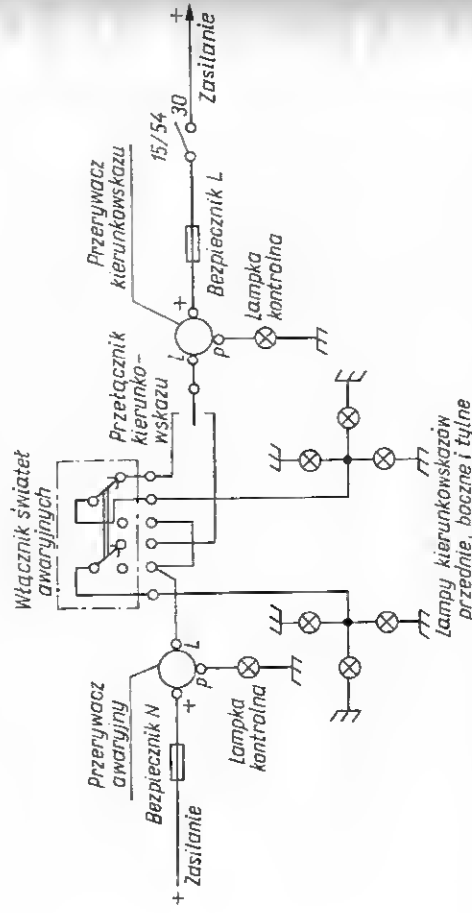 Włącznik świateł
awaryjnych
Przerywacz
awaryjny
Bezpiecznik N
+ Zasilanie
+
L
P
Lampka
kontrolna
Przełącznik
kierunko-
wskazu
Przerywacz
kierunkowskazu
L
+
P
Bezpiecznik L
Lampka
kontrolna
15/54
30
+
Zasilanie
Lampy kierunkowskazów
przednie, boczne i tylne